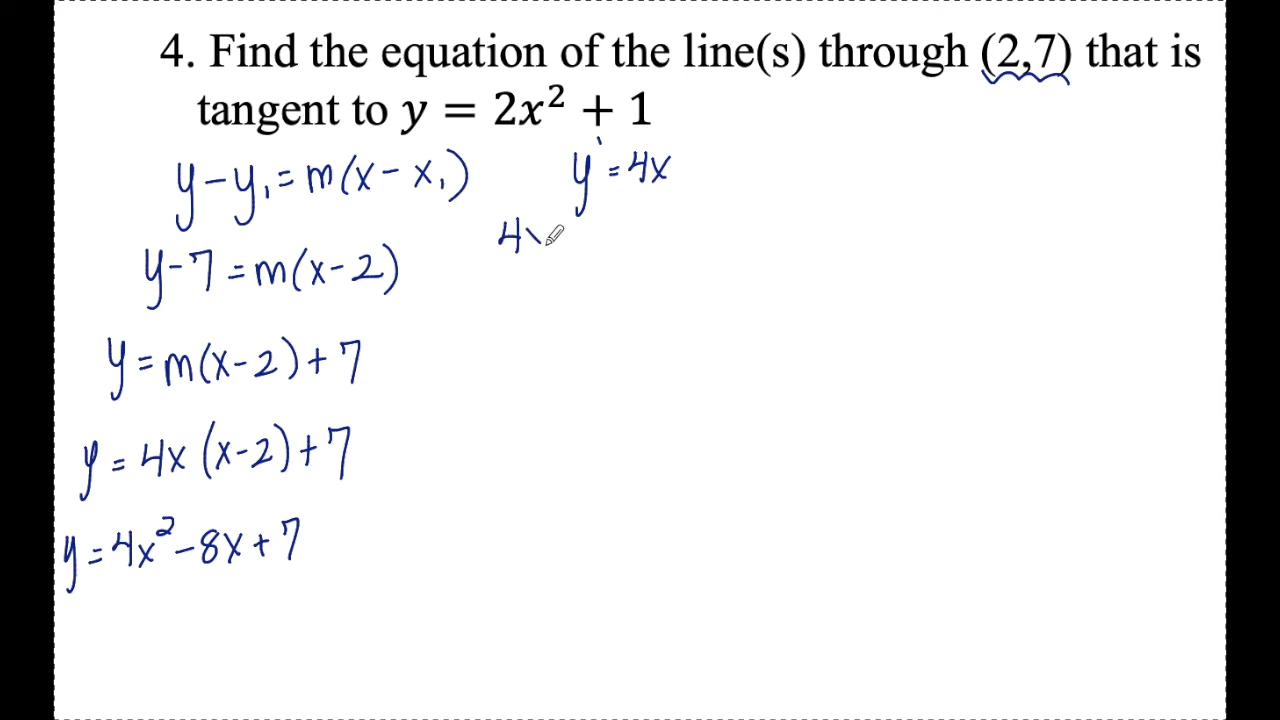 4. Find the equation of the line(s) through (2,7) that is
tangent to y = 2x² + 1
y - y₁ = m(x - x₁)
y' = 4x
y - 7 = m(x - 2)
4x
y = m(x - 2) + 7
y = 4x (x - 2) + 7
y = 4x² - 8x + 7